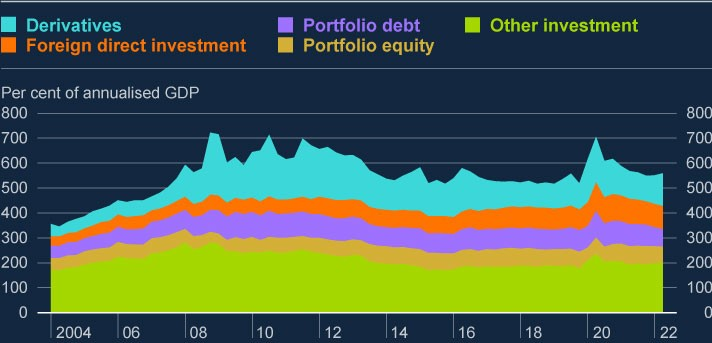 Derivatives Portfolio debt Other investment
Foreign direct investment Portfolio equity
Per cent of annualised GDP
800 800
700 700
600 600
500 500
400 400
300 300
200 200
100 100
0 0
2004 06 08 10 12 14 16 18 20 22